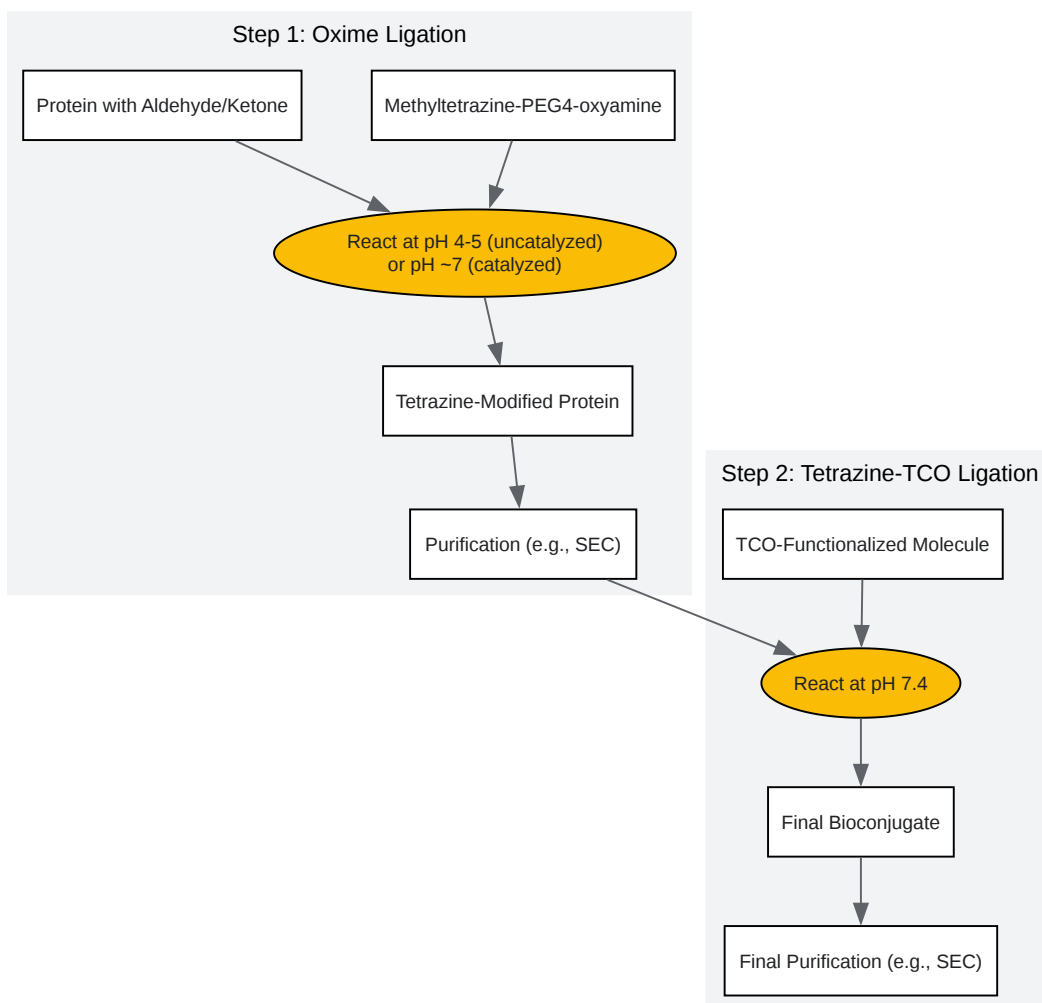 Step 1: Oxime Ligation
Protein with Aldehyde/Ketone
Methyltetrazine-PEG4-oxyamine
React at pH 4-5 (uncatalyzed)
or pH ~7 (catalyzed)
Tetrazine-Modified Protein
Purification (e.g., SEC)
Step 2: Tetrazine-TCO Ligation
TCO-Functionalized Molecule
React at pH 7.4
Final Bioconjugate
Final Purification (e.g., SEC)